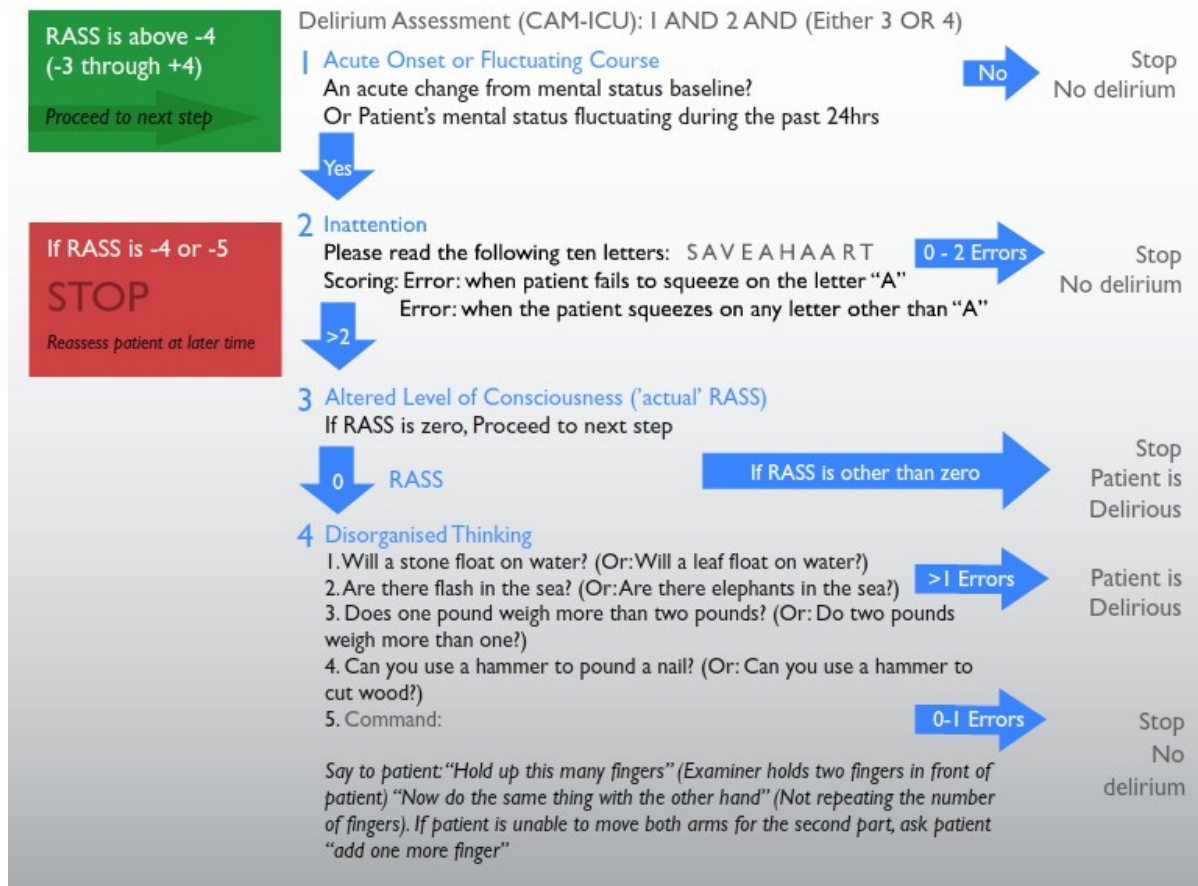 RASS is above -4
(-3 through +4)
Proceed to next step
If RASS is -4 or -5
STOP
Reassess patient at later time
Delirium Assessment (CAM-ICU): 1 AND 2 AND (Either 3 OR 4)
1 Acute Onset or Fluctuating Course
An acute change from mental status baseline?
Or Patient's mental status fluctuating during the past 24hrs
No
Stop
No delirium
Yes
2 Inattention
Please read the following ten letters: S A V E A H A A R T
Scoring: Error: when patient fails to squeeze on the letter "A"
Error: when the patient squeezes on any letter other than "A"
0 - 2 Errors
Stop
No delirium
>2
3 Altered Level of Consciousness ('actual' RASS)
If RASS is zero, Proceed to next step
0 RASS
If RASS is other than zero
Stop
Patient is
Delirious
4 Disorganised Thinking
1. Will a stone float on water? (Or: Will a leaf float on water?)
2. Are there flash in the sea? (Or: Are there elephants in the sea?)
3. Does one pound weigh more than two pounds? (Or: Do two pounds
weigh more than one?)
4. Can you use a hammer to pound a nail? (Or: Can you use a hammer to
cut wood?)
5. Command:
>1 Errors
Patient is
Delirious
0-1 Errors
Stop
No
delirium
Say to patient: "Hold up this many fingers" (Examiner holds two fingers in front of
patient) "Now do the same thing with the other hand" (Not repeating the number
of fingers). If patient is unable to move both arms for the second part, ask patient
"add one more finger"